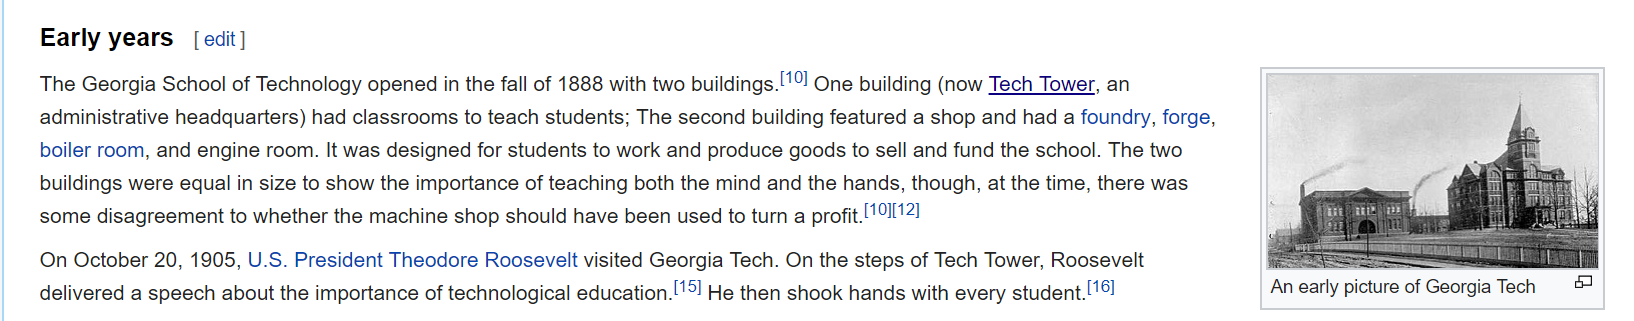 Early years [ edit ]
The Georgia School of Technology opened in the fall of 1888 with two buildings.[10] One building (now Tech Tower, an
administrative headquarters) had classrooms to teach students; The second building featured a shop and had a foundry, forge,
boiler room, and engine room. It was designed for students to work and produce goods to sell and fund the school. The two
buildings were equal in size to show the importance of teaching both the mind and the hands, though, at the time, there was
some disagreement to whether the machine shop should have been used to turn a profit.[10][12]
On October 20, 1905, U.S. President Theodore Roosevelt visited Georgia Tech. On the steps of Tech Tower, Roosevelt
delivered a speech about the importance of technological education.[15] He then shook hands with every student.[16]
An early picture of Georgia Tech